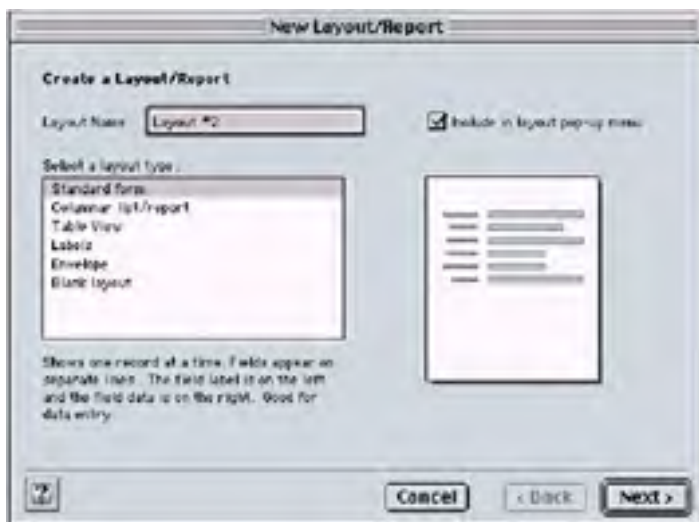 New Layout/Report
Create a Layout/Report
Layout Name Layout #2
Include in layout pop-up menu
Select a layout type:
Standard form
Columnar list/report
Table View
Labels
Envelope
Blank layout
Shows one record at a time. Fields appear on
separate lines. The field label is on the left
and the field data is on the right. Good for
data entry.
?
Cancel
< Back
Next >